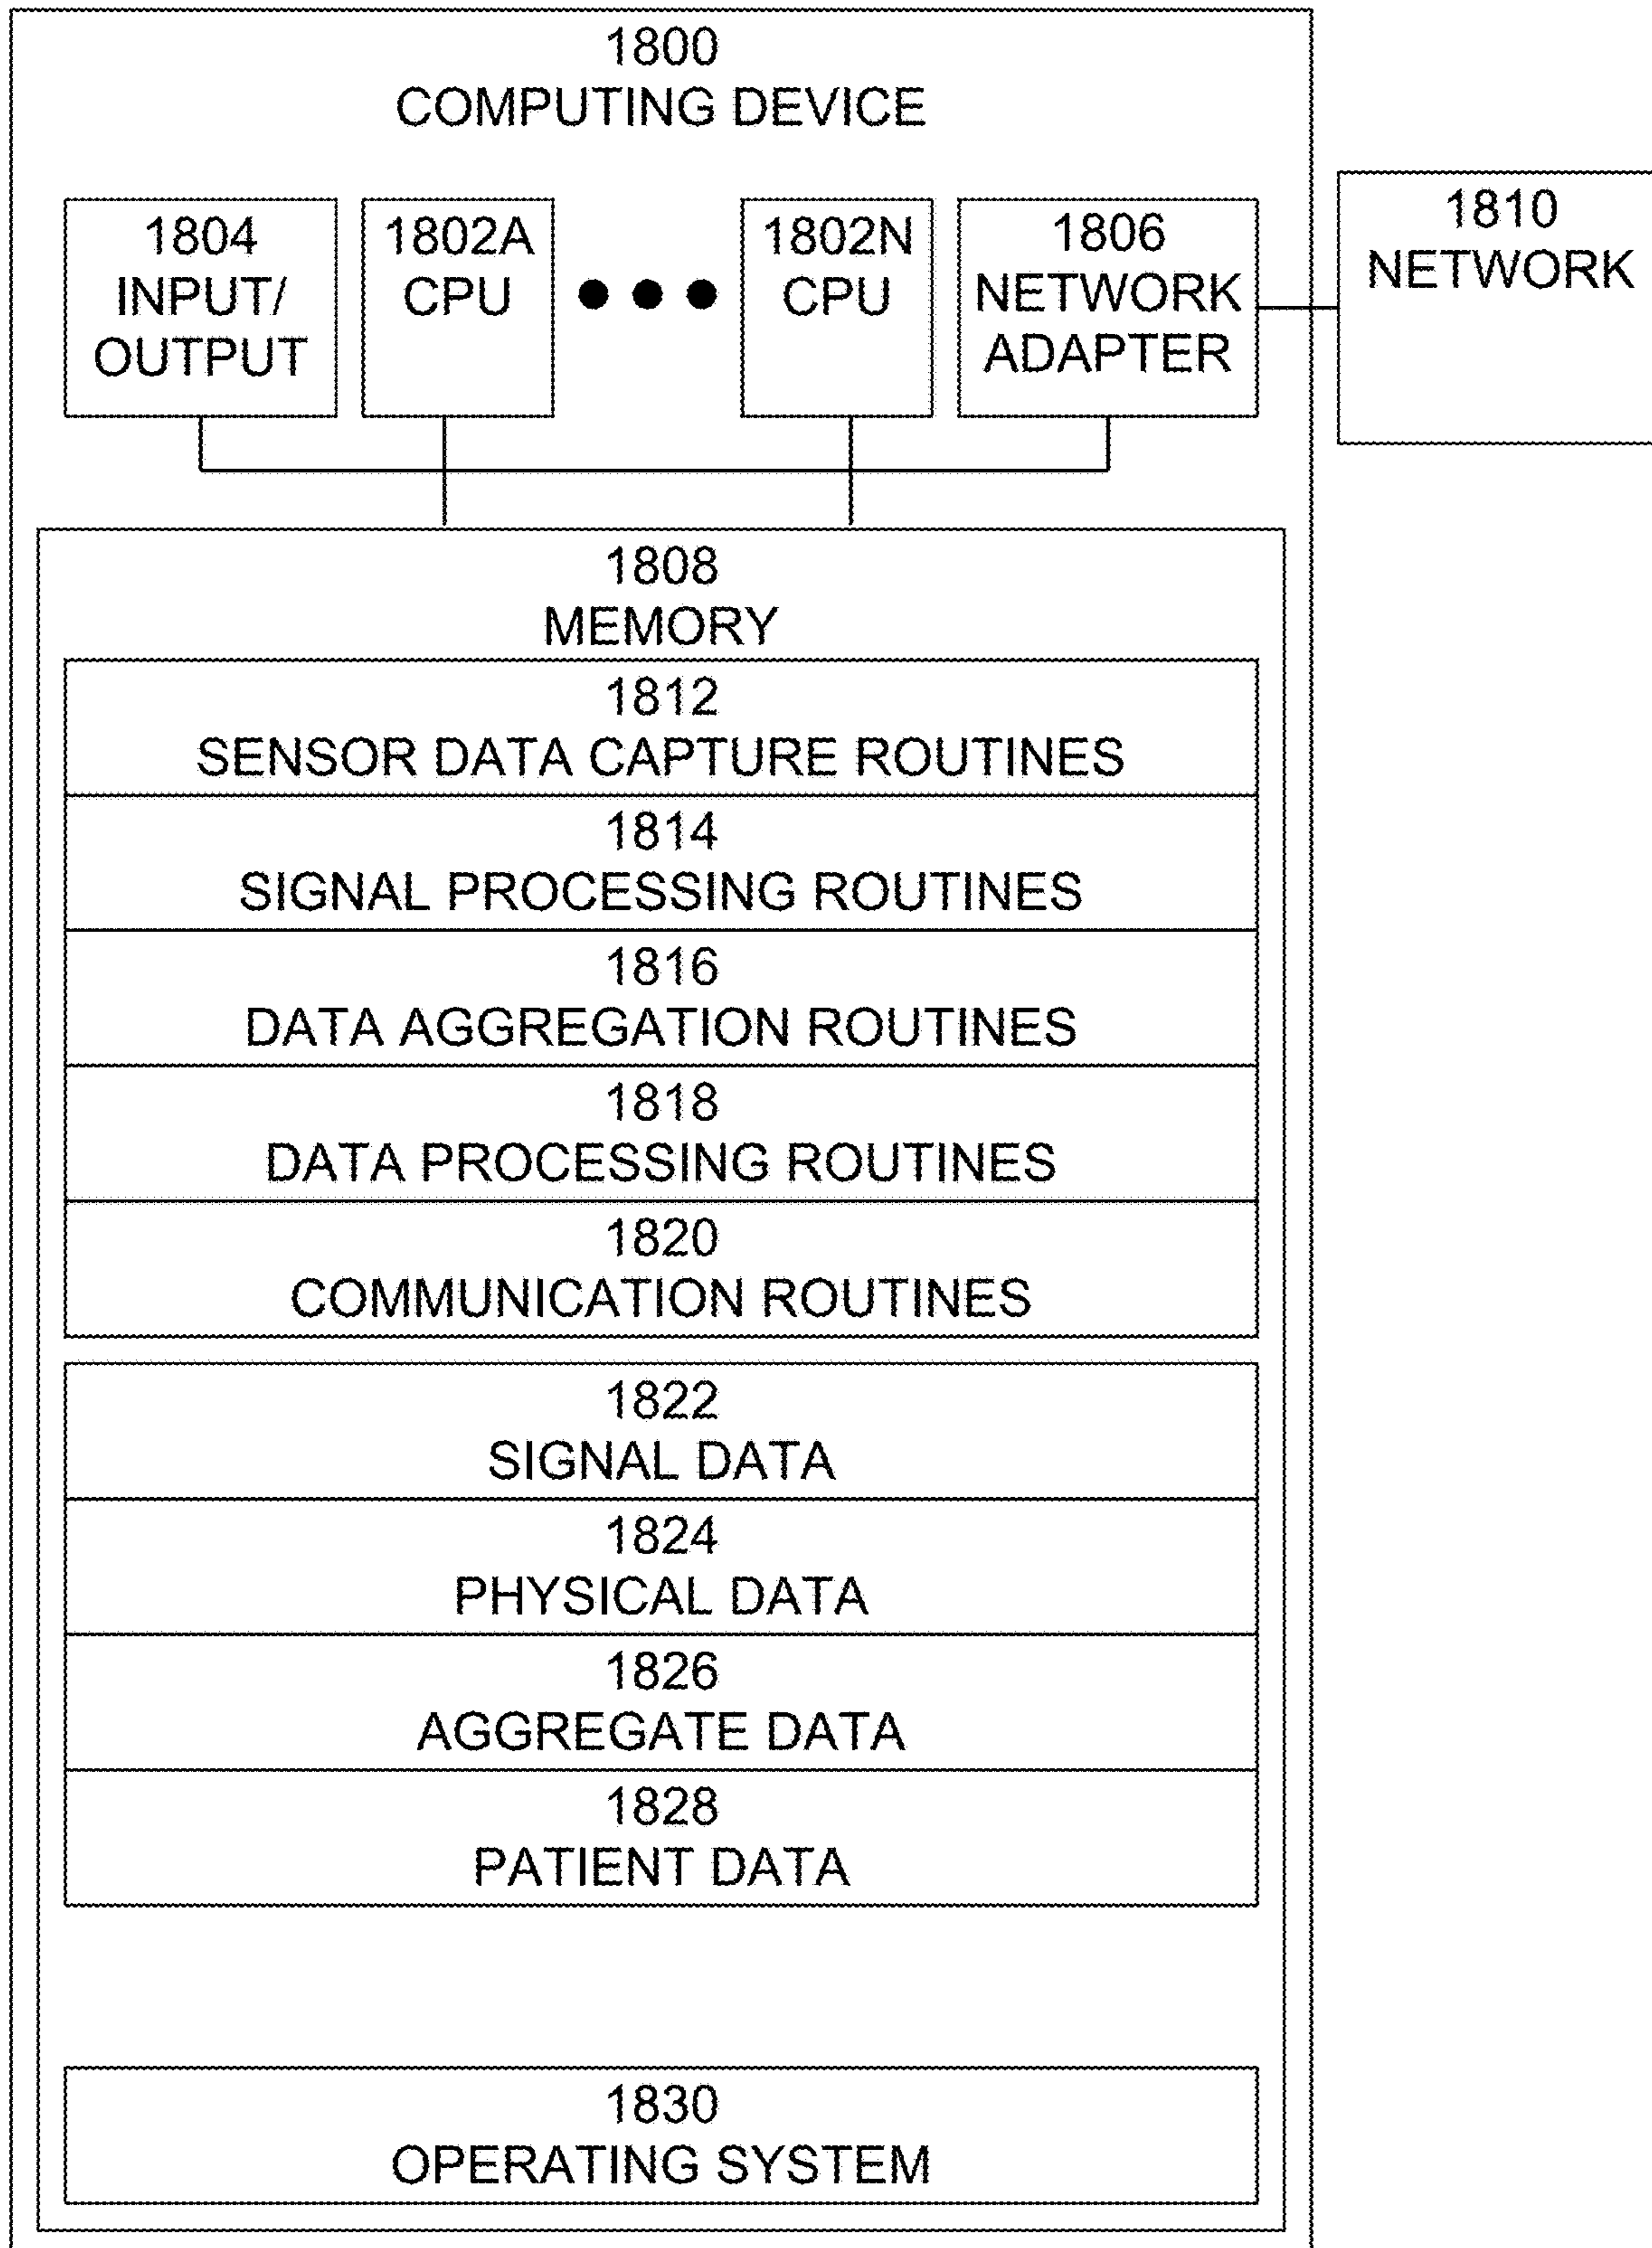 1800
COMPUTING DEVICE
1804
INPUT/
OUTPUT
1802A
CPU
1802N
CPU
1806
NETWORK
ADAPTER
1810
NETWORK
1808
MEMORY
1812
SENSOR DATA CAPTURE ROUTINES
1814
SIGNAL PROCESSING ROUTINES
1816
DATA AGGREGATION ROUTINES
1818
DATA PROCESSING ROUTINES
1820
COMMUNICATION ROUTINES
1822
SIGNAL DATA
1824
PHYSICAL DATA
1826
AGGREGATE DATA
1828
PATIENT DATA
1830
OPERATING SYSTEM